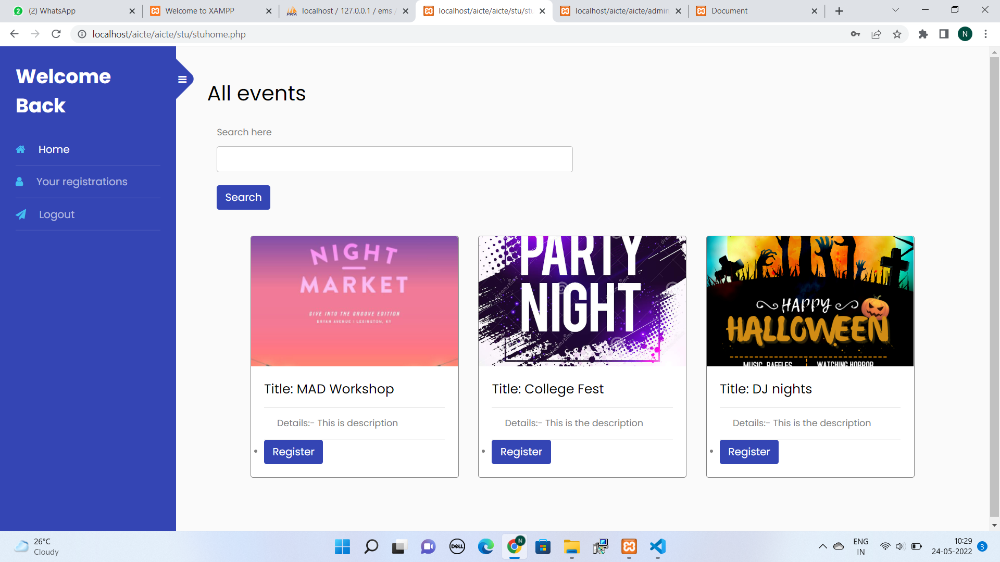 (2) WhatsApp
Welcome to XAMPP
localhost / 127.0.0.1 / ems
localhost/aicte/aicte/stu/stu
localhost/aicte/aicte/admin
Document
localhost/aicte/aicte/stu/stuhome.php
N
Welcome
Back
Home
Your registrations
Logout
All events
Search here
Search
NIGHT
MARKET
GIVE INTO THE GROOVE EDITION
BRYAN AVENUE | LEXINGTON, KY
Title: MAD Workshop
Details:- This is description
Register
PARTY
NIGHT
dreamstime
Title: College Fest
Details:- This is the description
Register
HAPPY
HALLOWEEN
MUSIC, RAFFLES
WATCHING HORROR
Title: DJ nights
Details:- This is the description
Register
26°C
Cloudy
DELL
N
ENG
IN
10:29
24-05-2022
3